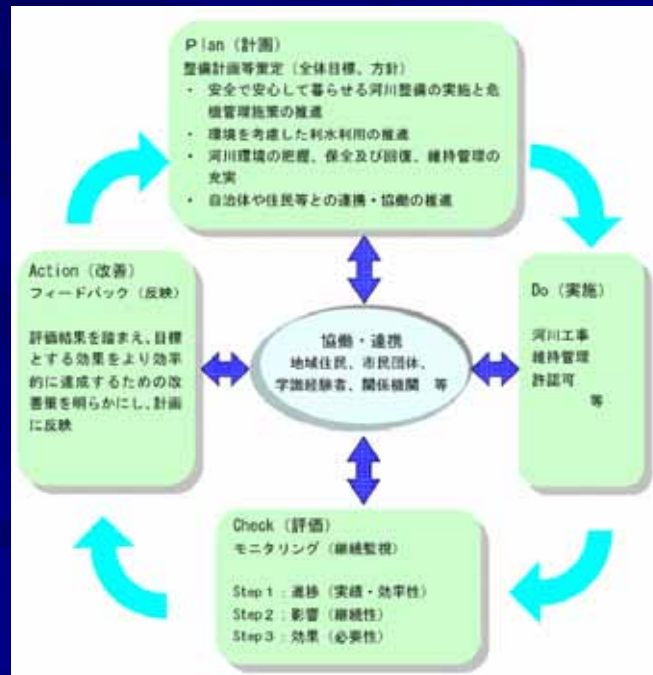 Plan（計画）
整備計画等策定（全体目標、方針）
・ 安全で安心して暮らせる河川整備の実施と危
機管理施策の推進
・ 環境を考慮した利水利用の推進
・ 河川環境の把握、保全及び回復、維持管理の
充実
・ 自治体や住民等との連携・協働の推進
Action（改善）
フィードバック（反映）
評価結果を踏まえ、目標
とする効果をより効率
的に達成するための改
善策を明らかにし、計画
に反映
協働・連携
地域住民、市民団体、
学識経験者、関係機関 等
Do（実施）
河川工事
維持管理
許認可
等
Check（評価）
モニタリング（継続監視）
Step１：進捗（実績・効率性）
Step２：影響（継続性）
Step３：効果（必要性）